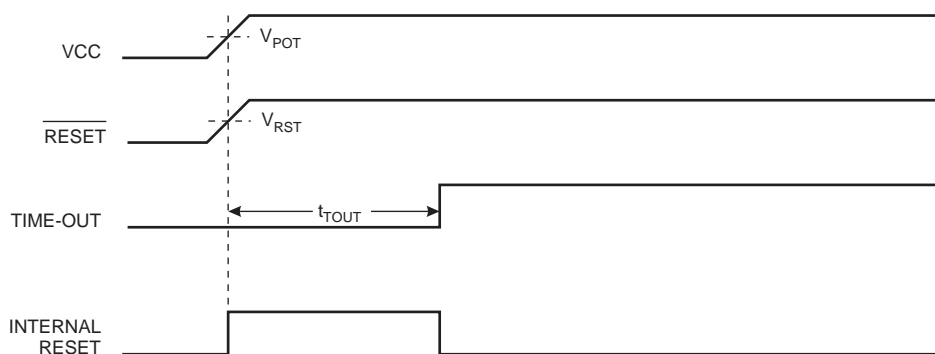 VCC
V_POT
RESET
V_RST
TIME-OUT
t_TOUT
INTERNAL
RESET